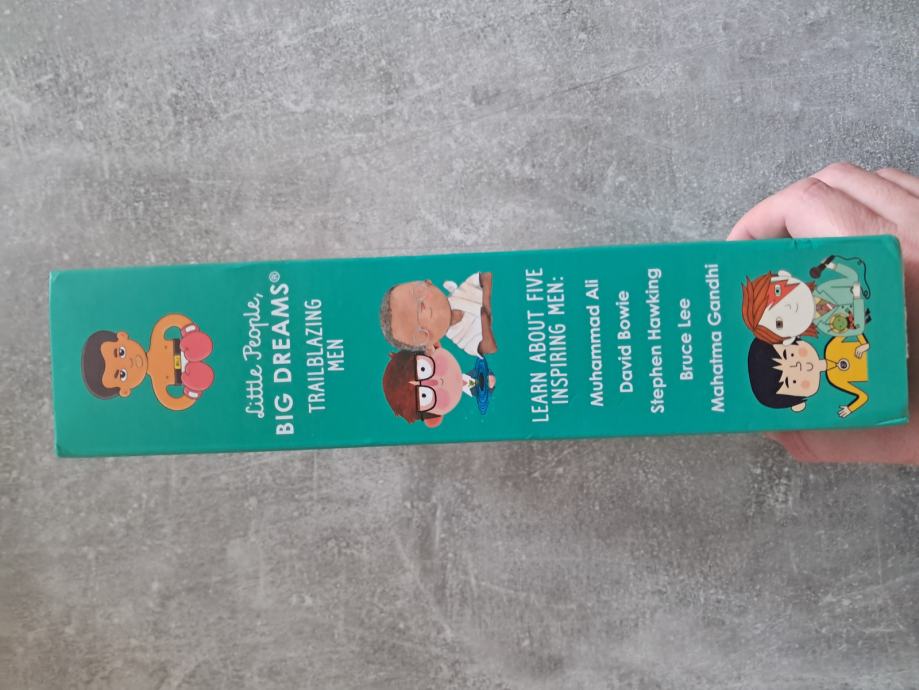 Little People,
BIG DREAMS®
TRAILBLAZING
MEN
LEARN ABOUT FIVE
INSPIRING MEN:
Muhammad Ali
David Bowie
Stephen Hawking
Bruce Lee
Mahatma Gandhi